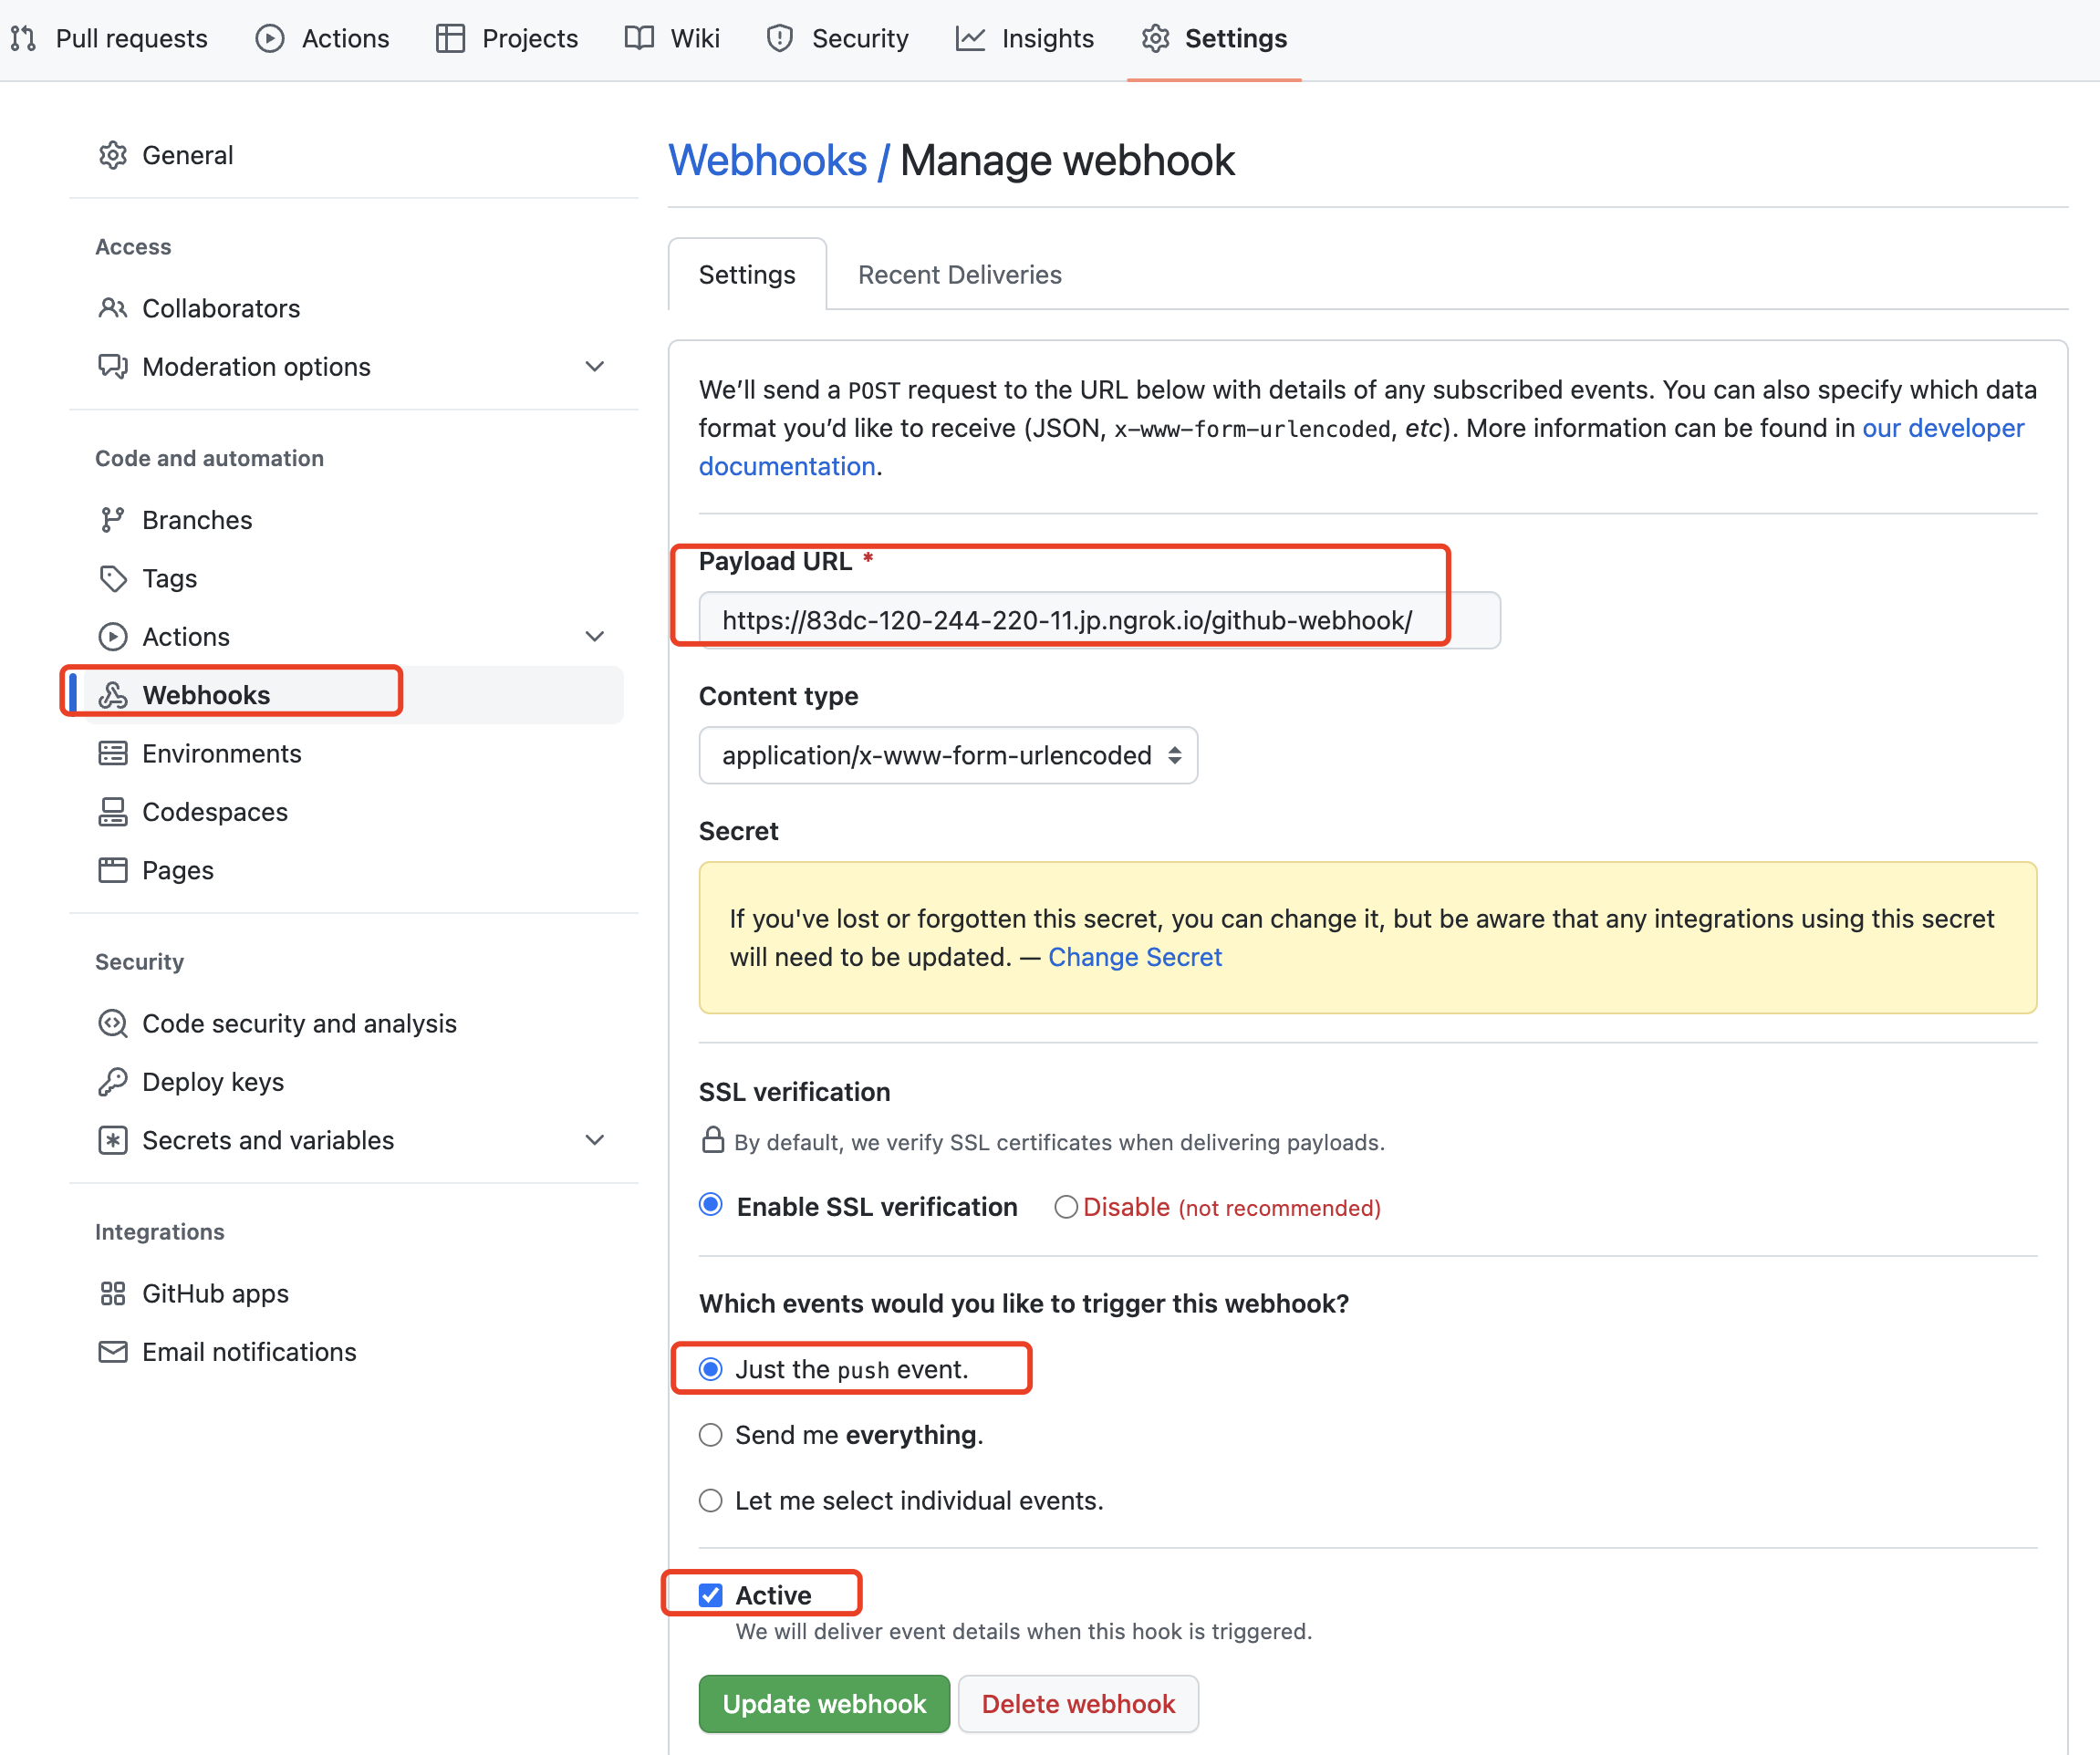 Pull requests Actions Projects Wiki Security Insights Settings
General
Access
Collaborators
Moderation options
Code and automation
Branches
Tags
Actions
Webhooks
Environments
Codespaces
Pages
Security
Code security and analysis
Deploy keys
Secrets and variables
Integrations
GitHub apps
Email notifications
Webhooks / Manage webhook
Settings Recent Deliveries
We’ll send a POST request to the URL below with details of any subscribed events. You can also specify which data
format you’d like to receive (JSON, x-www-form-urlencoded, etc). More information can be found in our developer
documentation.
Payload URL *
https://83dc-120-244-220-11.jp.ngrok.io/github-webhook/
Content type
application/x-www-form-urlencoded
Secret
If you've lost or forgotten this secret, you can change it, but be aware that any integrations using this secret
will need to be updated. — Change Secret
SSL verification
By default, we verify SSL certificates when delivering payloads.
Enable SSL verification Disable (not recommended)
Which events would you like to trigger this webhook?
Just the push event.
Send me everything.
Let me select individual events.
Active
We will deliver event details when this hook is triggered.
Update webhook Delete webhook